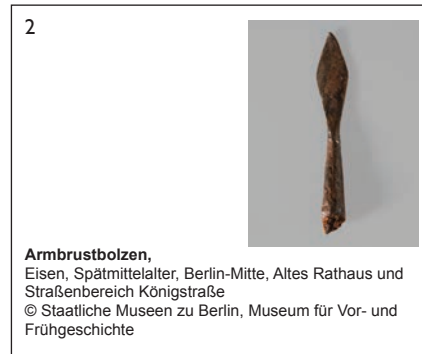 2
Armbrustbolzen,
Eisen, Spätmittelalter, Berlin-Mitte, Altes Rathaus und
Straßenbereich Königstraße
© Staatliche Museen zu Berlin, Museum für Vor- und
Frühgeschichte